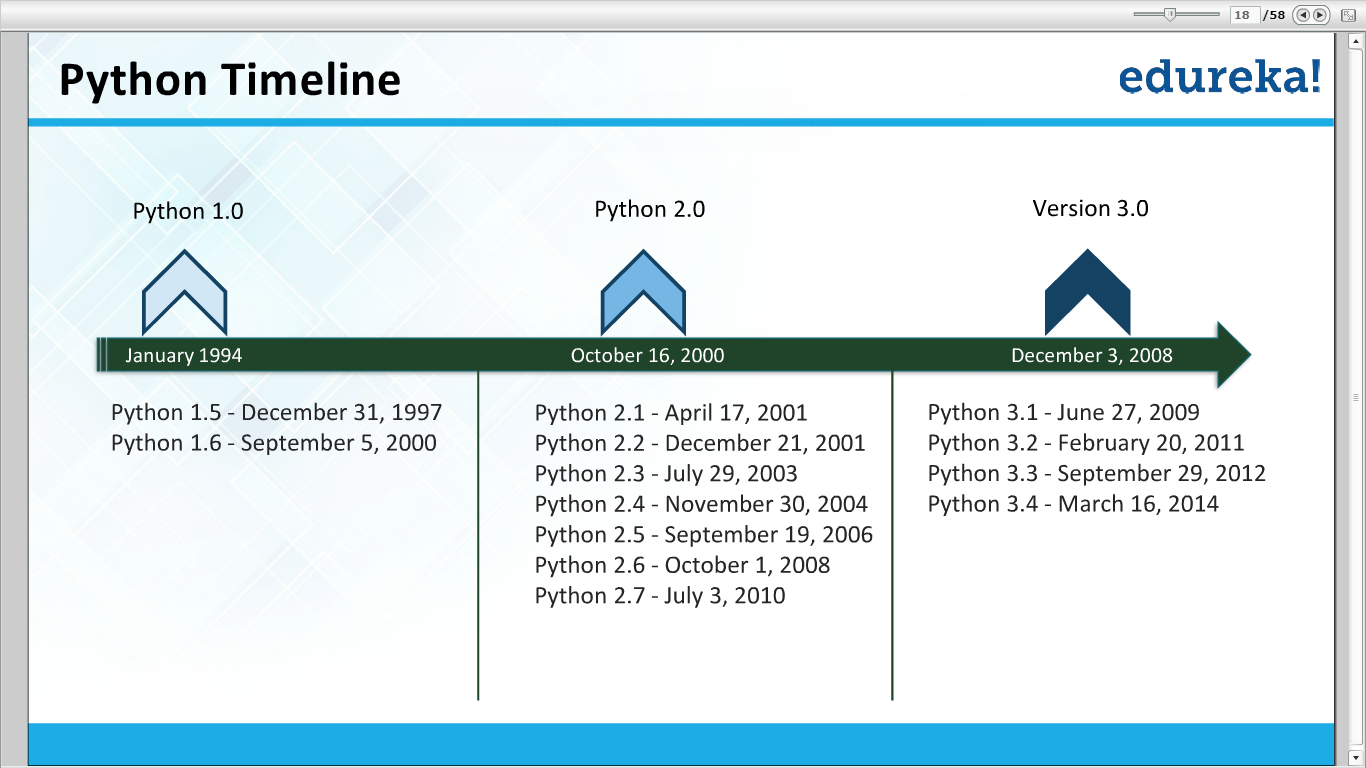 18 /58
Python Timeline
edureka!
Python 1.0
Python 2.0
Version 3.0
January 1994
October 16, 2000
December 3, 2008
Python 1.5 - December 31, 1997
Python 1.6 - September 5, 2000
Python 2.1 - April 17, 2001
Python 2.2 - December 21, 2001
Python 2.3 - July 29, 2003
Python 2.4 - November 30, 2004
Python 2.5 - September 19, 2006
Python 2.6 - October 1, 2008
Python 2.7 - July 3, 2010
Python 3.1 - June 27, 2009
Python 3.2 - February 20, 2011
Python 3.3 - September 29, 2012
Python 3.4 - March 16, 2014